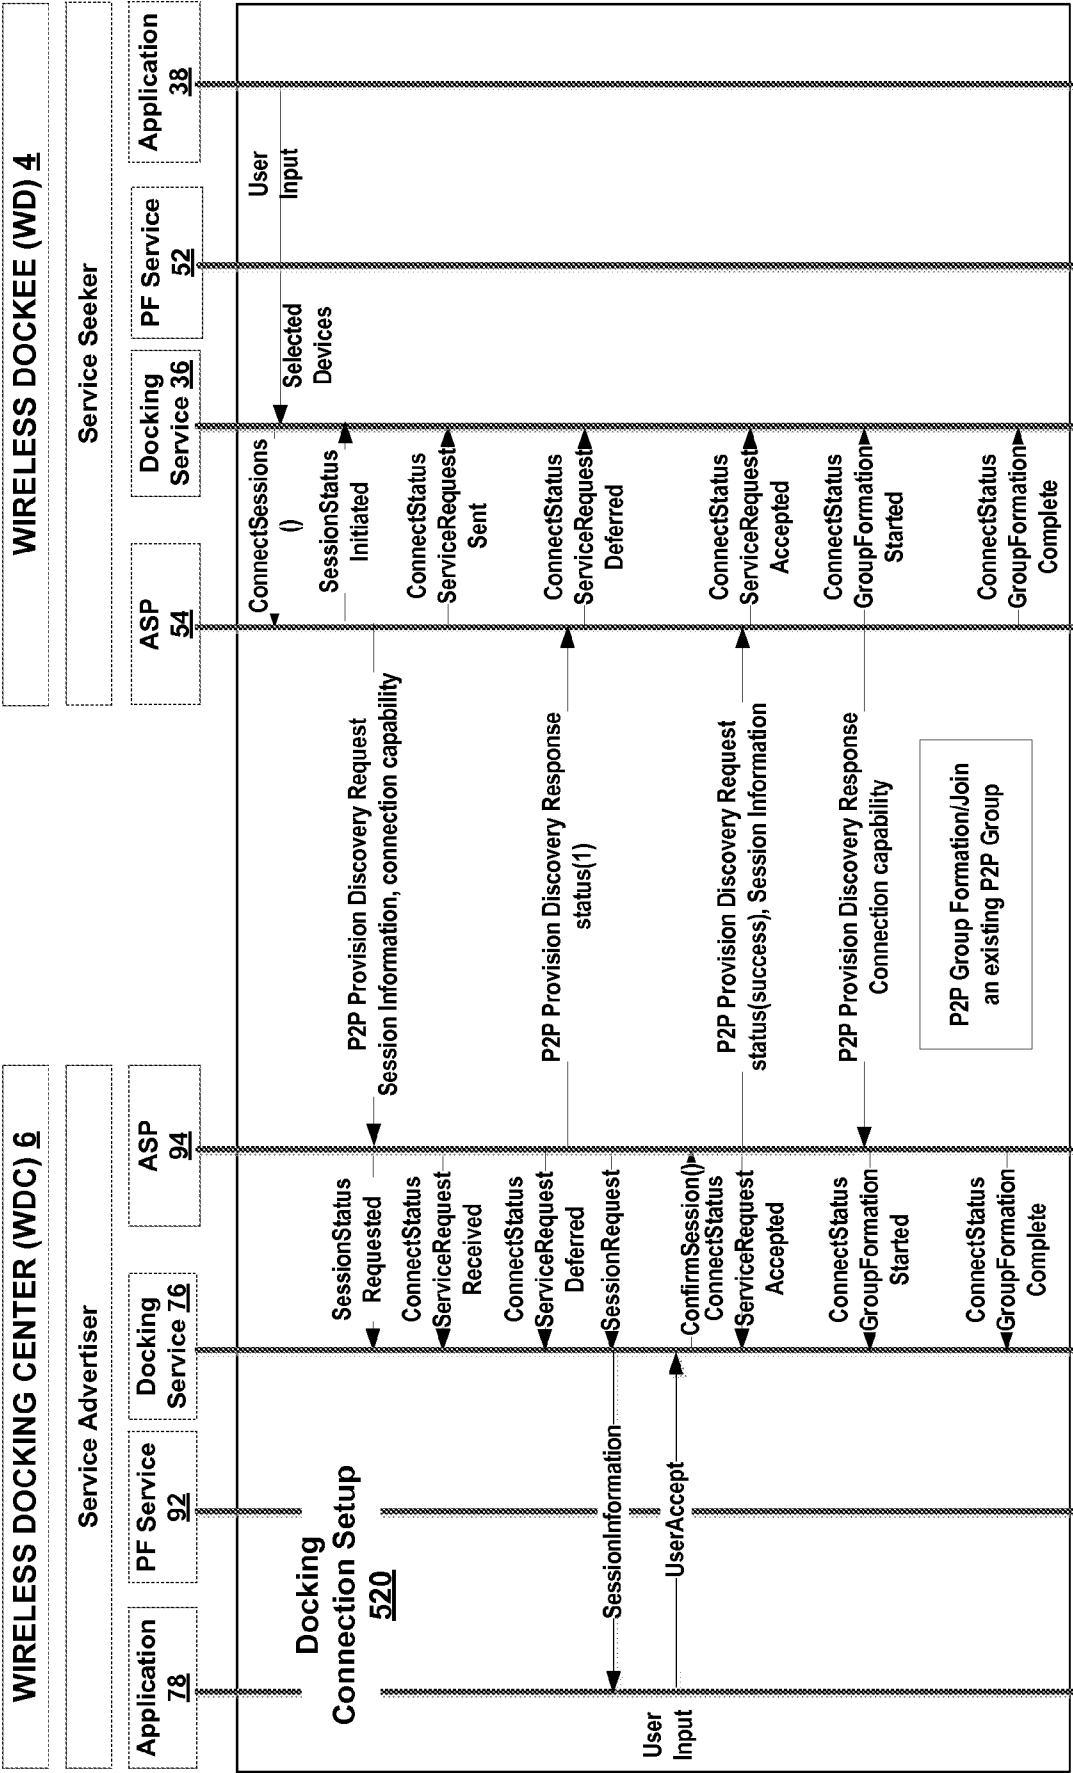 WIRELESS DOCKING CENTER (WDC) 6
WIRELESS DOCKEE (WD) 4
Service Advertiser
Service Seeker
Application
78
PF Service
92
Docking
Service 76
ASP
94
ASP
54
Docking
Service 36
PF Service
52
Application
38
Docking
Connection Setup
520
User
Input
Selected
Devices
ConnectSessions
()
SessionStatus
Initiated
P2P Provision Discovery Request
Session Information, connection capability
SessionStatus
Requested
ConnectStatus
ServiceRequest
Sent
ConnectStatus
ServiceRequest
Received
ConnectStatus
ServiceRequest
Deferred
P2P Provision Discovery Response
status(1)
ConnectStatus
ServiceRequest
Deferred
SessionRequest
SessionInformation
User
Input
UserAccept
ConfirmSession()
ConnectStatus
ServiceRequest
Accepted
P2P Provision Discovery Request
status(success), Session Information
ConnectStatus
ServiceRequest
Accepted
P2P Provision Discovery Response
Connection capability
ConnectStatus
GroupFormation
Started
ConnectStatus
GroupFormation
Started
P2P Group Formation/Join
an existing P2P Group
ConnectStatus
GroupFormation
Complete
ConnectStatus
GroupFormation
Complete